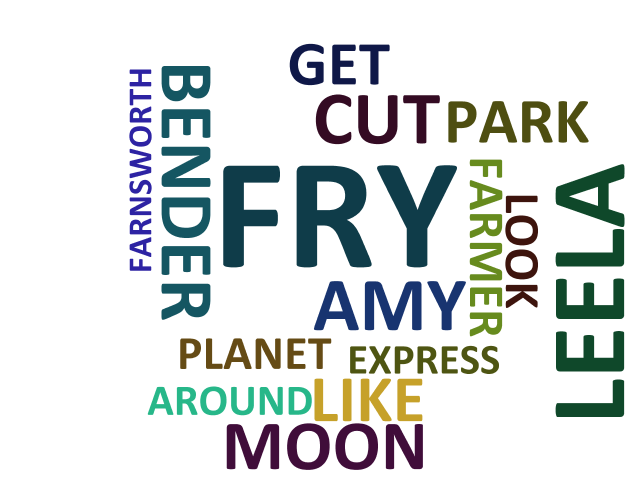 GET
CUT PARK
FARNSWORTH
BENDER
FRY
FARMER
LOOK
LEELA
AMY
PLANET EXPRESS
AROUND LIKE
MOON